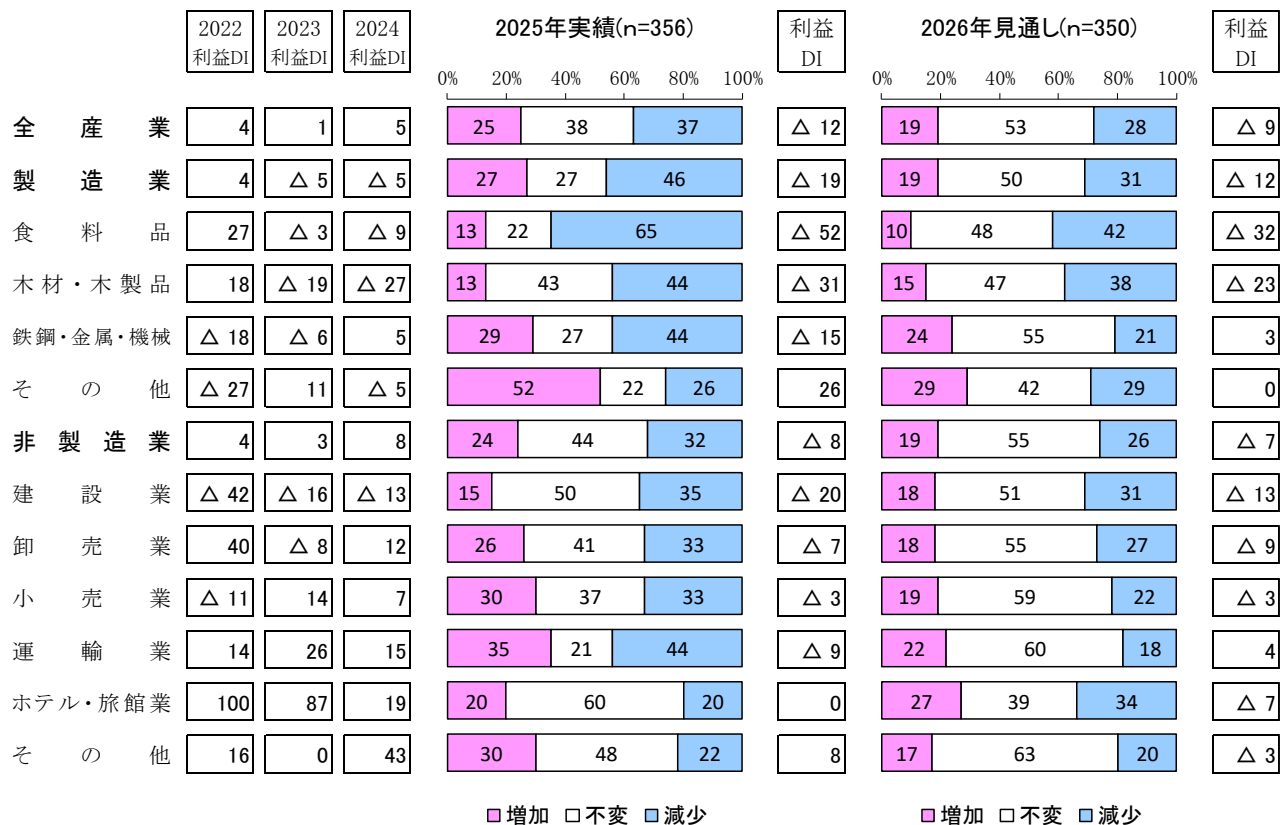 2022 2023 2024 2025年実績(n=356) 利益 2026年見通し(n=350) 利益
利益DI 利益DI 利益DI DI DI
0% 20% 40% 60% 80% 100% 0% 20% 40% 60% 80% 100%
全産業 4 1 5 25 38 37 △ 12 19 53 28 △ 9
製造業 4 △ 5 △ 5 27 27 46 △ 19 19 50 31 △ 12
食料品 27 △ 3 △ 9 13 22 65 △ 52 10 48 42 △ 32
木材・木製品 18 △ 19 △ 27 13 43 44 △ 31 15 47 38 △ 23
鉄鋼・金属・機械 △ 18 △ 6 5 29 27 44 △ 15 24 55 21 3
その他 △ 27 11 △ 5 52 22 26 26 29 42 29 0
非製造業 4 3 8 24 44 32 △ 8 19 55 26 △ 7
建設業 △ 42 △ 16 △ 13 15 50 35 △ 20 18 51 31 △ 13
卸売業 40 △ 8 12 26 41 33 △ 7 18 55 27 △ 9
小売業 △ 11 14 7 30 37 33 △ 3 19 59 22 △ 3
運輸業 14 26 15 35 21 44 △ 9 22 60 18 4
ホテル・旅館業 100 87 19 20 60 20 0 27 39 34 △ 7
その他 16 0 43 30 48 22 8 17 63 20 △ 3
増加 不変 減少 増加 不変 減少